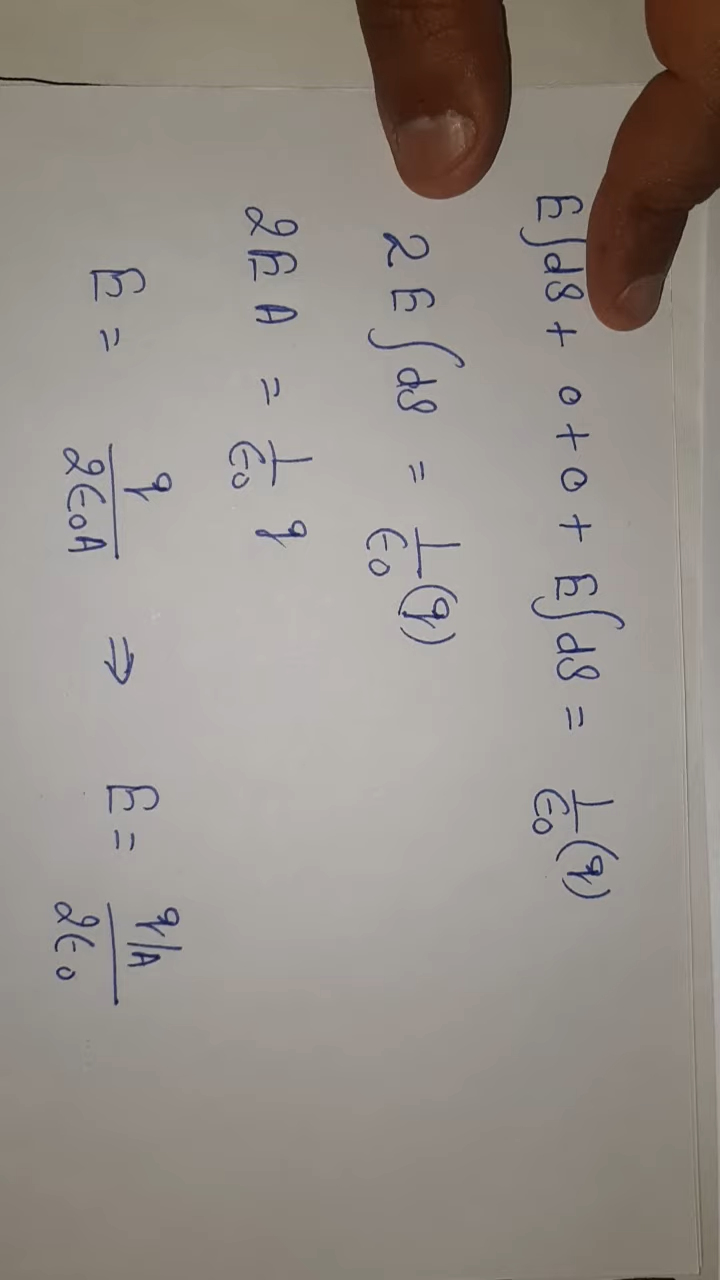 E∫ds + 0 + 0 + E∫ds = 1/ε0 (q)
2E∫ds = 1/ε0 (q)
2EA = 1/ε0 q
E = q/2ε0A ⇒ E = q/A/2ε0